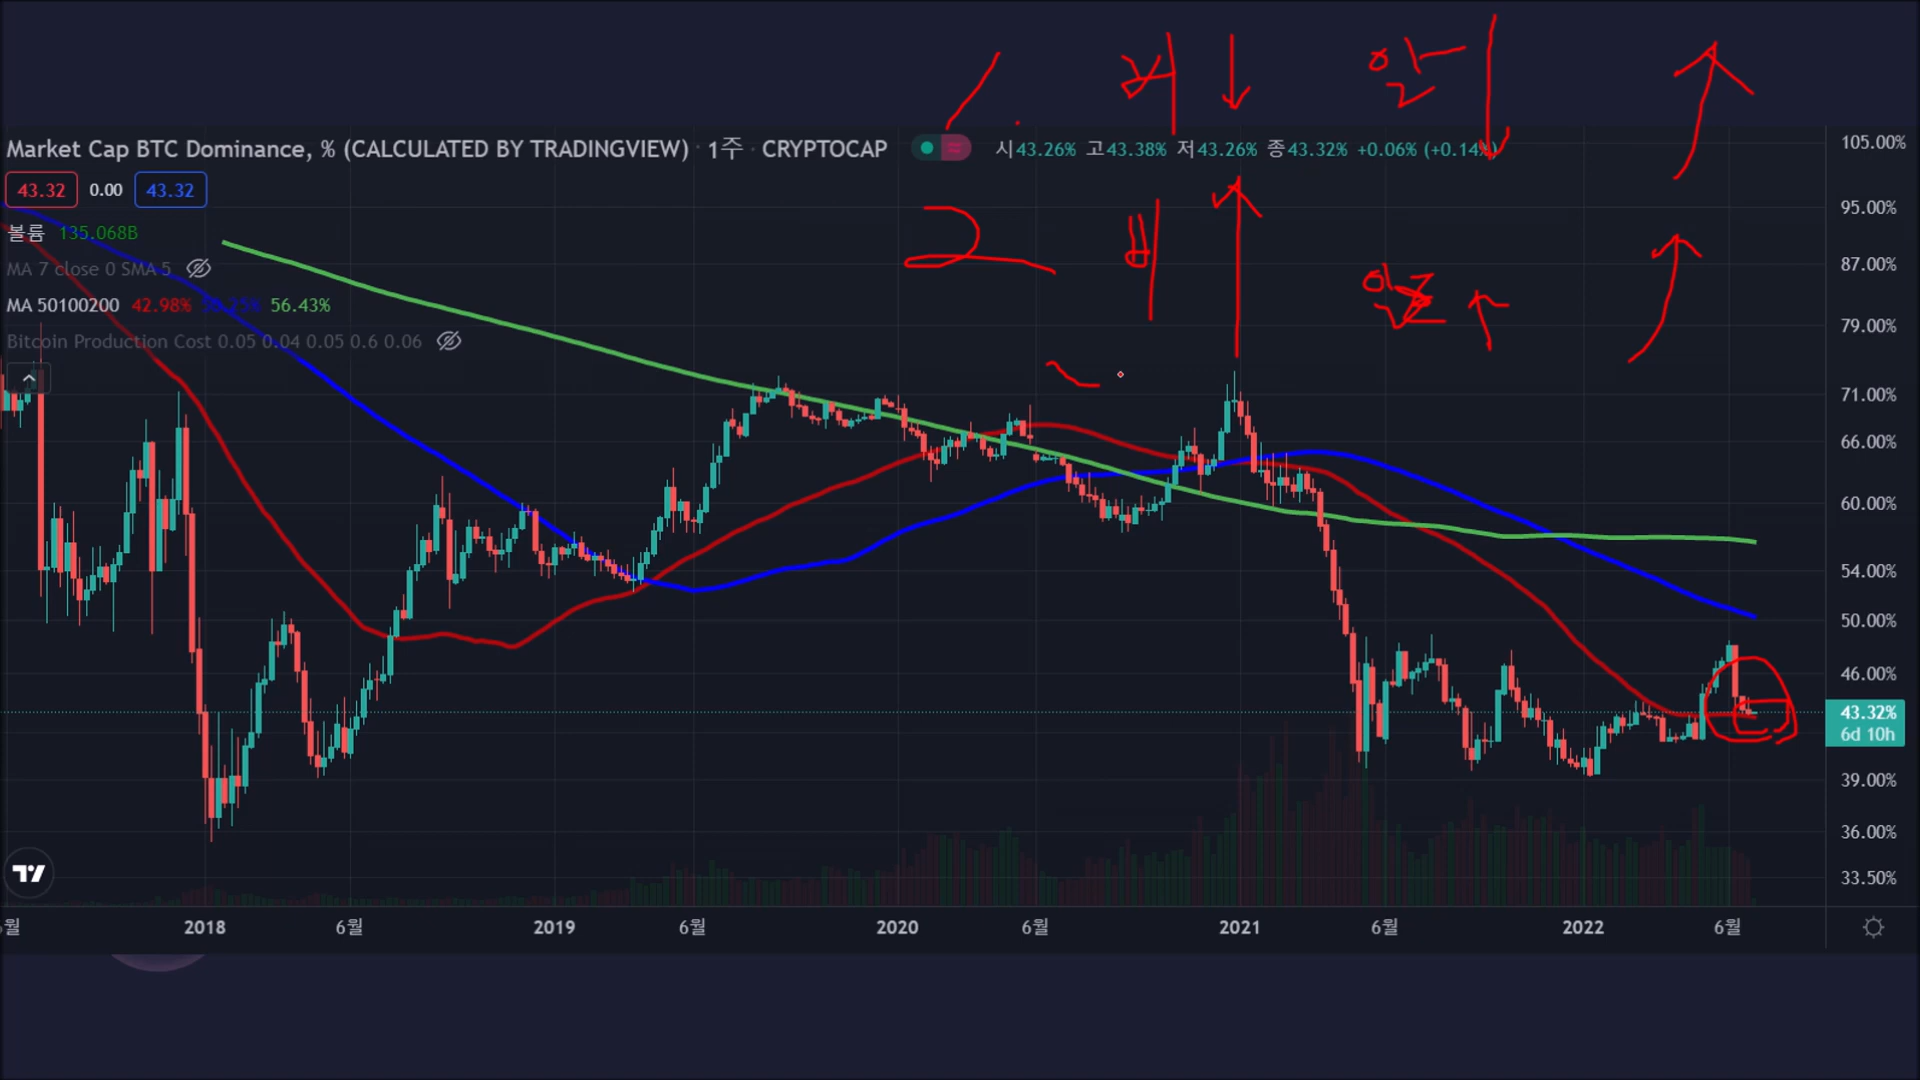 1. 비 ↓ 알 ↓ ↑
Market Cap BTC Dominance, % (CALCULATED BY TRADINGVIEW) · 1주 · CRYPTOCAP 시43.26% 고43.38% 저43.26% 종43.32% +0.06% (+0.14%)
43.32 0.00 43.32
볼륨 135.068B
2 비 ↑
MA 7 close 0 SMA 5
MA 50100200 42.98% 56.43%
알 ↑ ↑
Bitcoin Production Cost 0.05 0.04 0.05 0.6 0.06
105.00%
95.00%
87.00%
79.00%
71.00%
66.00%
60.00%
54.00%
50.00%
46.00%
43.32%
6d 10h
39.00%
36.00%
33.50%
월 2018 6월 2019 6월 2020 6월 2021 6월 2022 6월